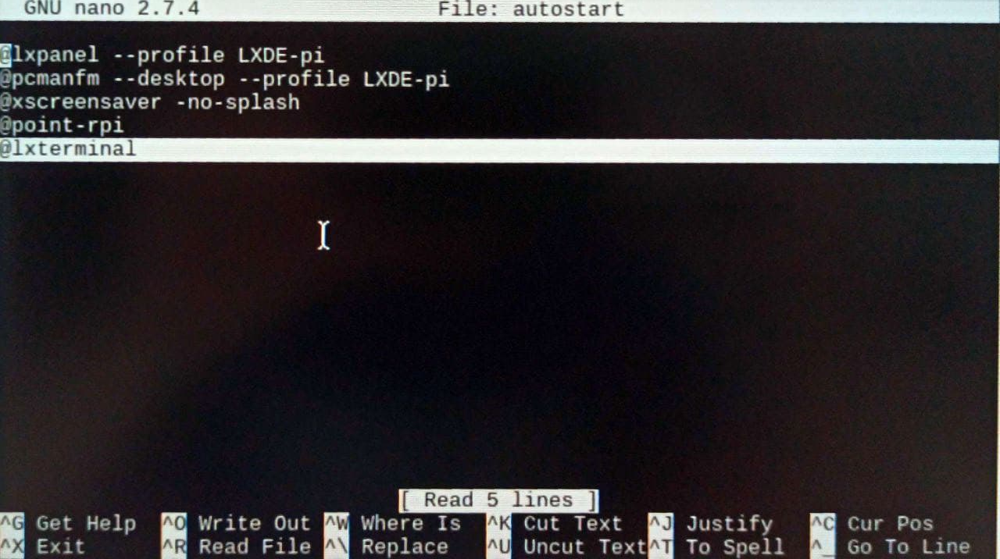 GNU nano 2.7.4 File: autostart
@lxpanel --profile LXDE-pi
@pcmanfm --desktop --profile LXDE-pi
@xscreensaver -no-splash
@point-rpi
@lxterminal
[ Read 5 lines ]
^G Get Help ^O Write Out ^W Where Is ^K Cut Text ^J Justify ^C Cur Pos
^X Exit ^R Read File ^\ Replace ^U Uncut Text ^T To Spell ^_ Go To Line